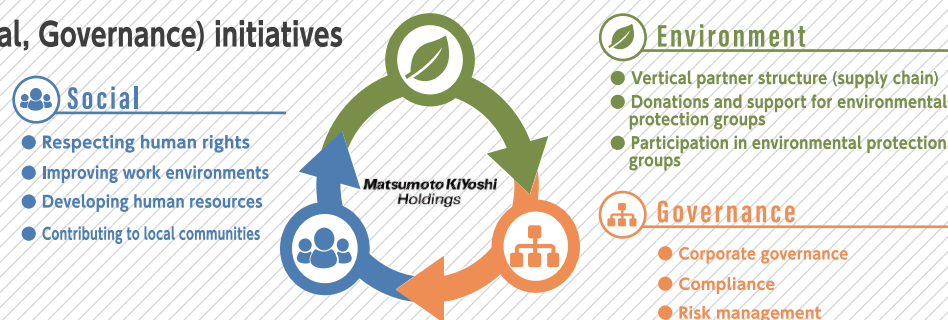 al, Governance) initiatives
Social
Respecting human rights
Improving work environments
Developing human resources
Contributing to local communities
Matsumoto KiYoshi
Holdings
Environment
Vertical partner structure (supply chain)
Donations and support for environmental
protection groups
Participation in environmental protection
groups
Governance
Corporate governance
Compliance
Risk management